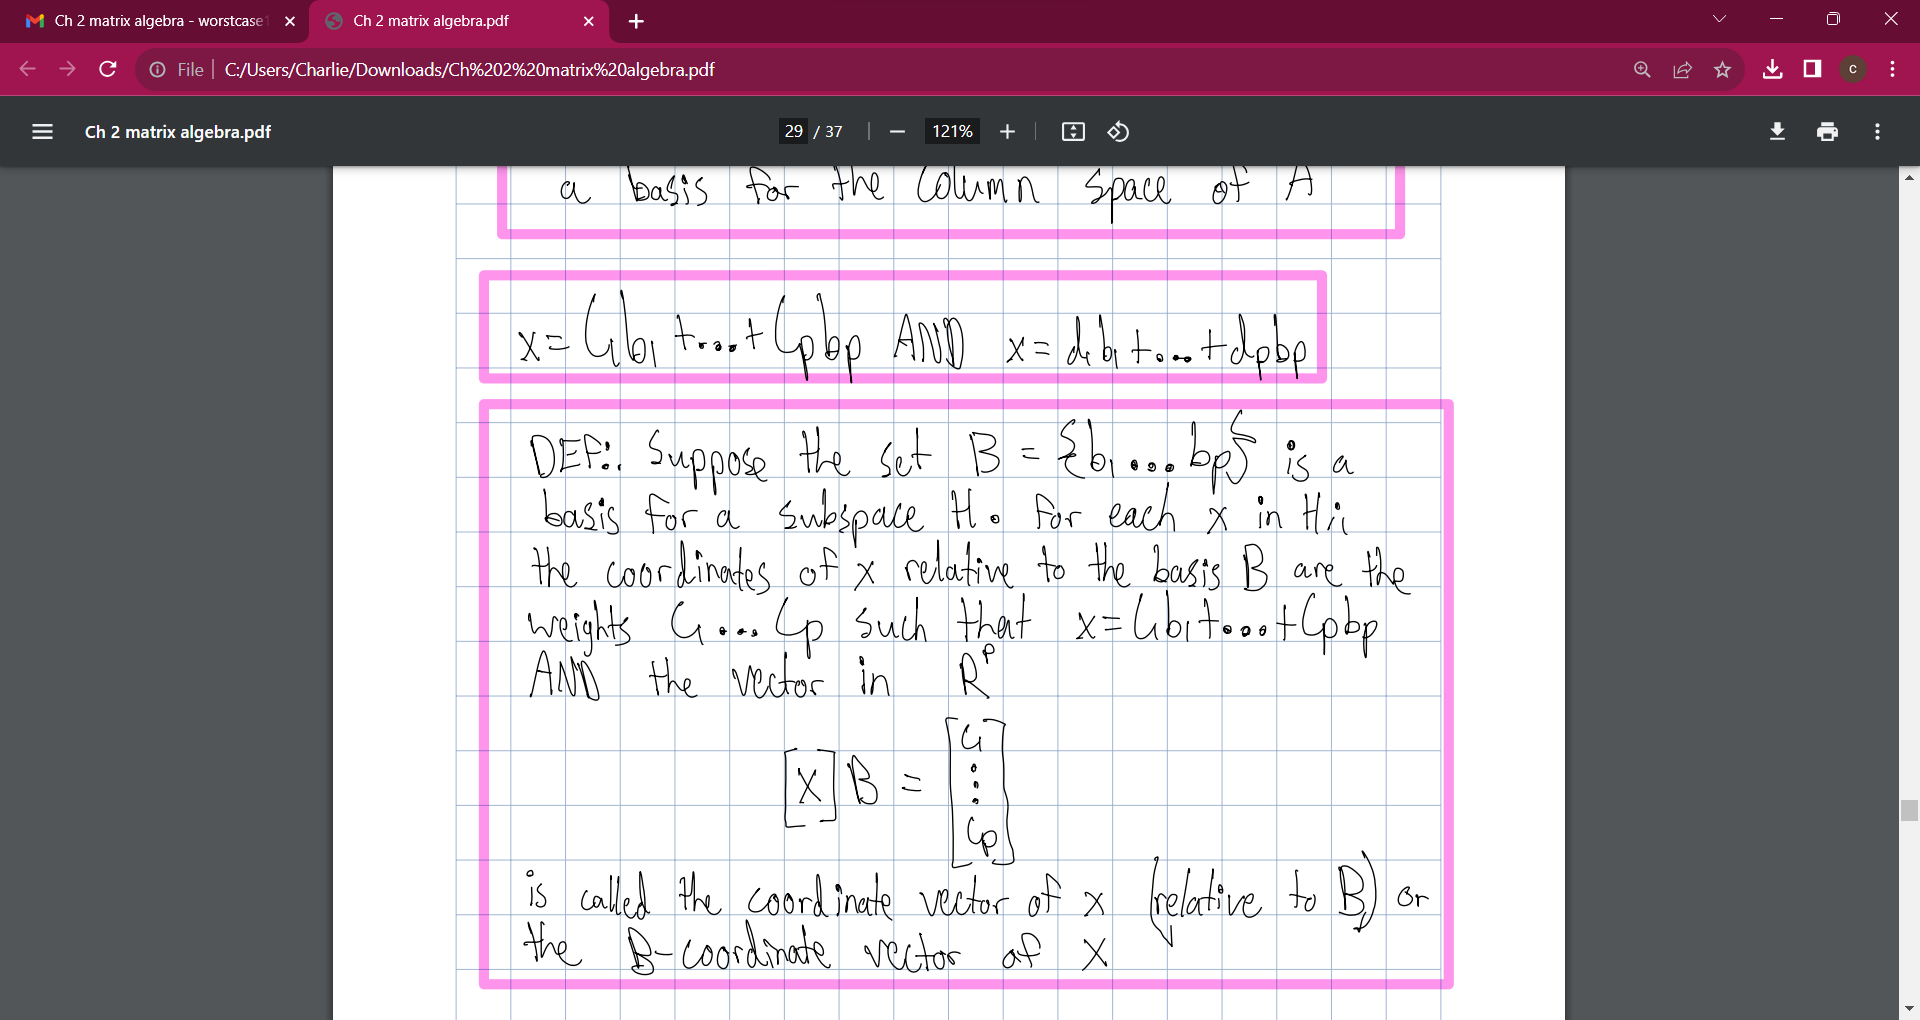 Ch 2 matrix algebra - worstcase1
Ch 2 matrix algebra.pdf
File
C:/Users/Charlie/Downloads/Ch%202%20matrix%20algebra.pdf
c
Ch 2 matrix algebra.pdf
29 / 37
121%
a basis for the Column Space of A
x = C1b1 +...+ Cpbp AND x = d1b1 +...+ dpbp
DEF:. Suppose the set B = {b1 ... bp} is a
basis for a subspace H. For each x in H;
the coordinates of x relative to the basis B are the
weights C1 ... Cp such that x = C1b1 +...+ Cpbp
AND the vector in R^p
[x] B = [C1 ⋮ Cp]
is called the coordinate vector of x (relative to B) or
the B-coordinate vector of x